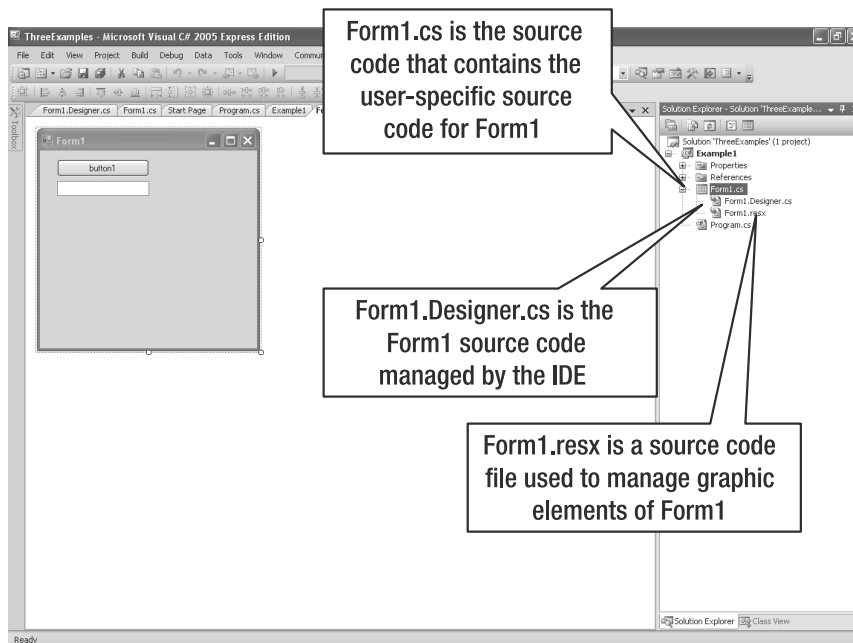 ThreeExamples - Microsoft Visual C# 2005 Express Edition
File Edit View Project Build Debug Data Tools Window
Form1.Designer.cs Form1.cs Start Page Program.cs Example1
Toolbox
Form1
button1
Form1.cs is the source
code that contains the
user-specific source
code for Form1
Form1.Designer.cs is the
Form1 source code
managed by the IDE
Form1.resx is a source code
file used to manage graphic
elements of Form1
Solution Explorer - Solution 'ThreeExample...
Solution 'ThreeExamples' (1 project)
Example1
Properties
References
Form1.cs
Form1.Designer.cs
Form1.resx
Program.cs
Solution Explorer Class View
Ready